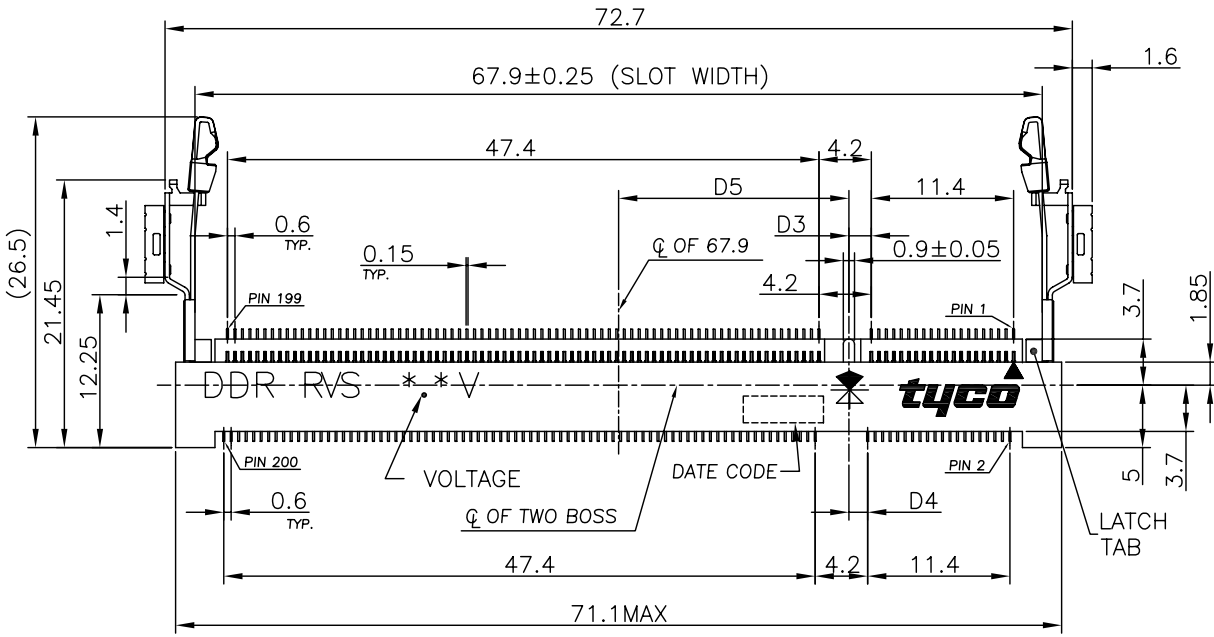 72.7
67.9±0.25 (SLOT WIDTH)
1.6
47.4
4.2
D5
11.4
1.4
0.6
TYP.
0.15
TYP.
℄ OF 67.9
D3
0.9±0.05
(26.5)
21.45
12.25
4.2
PIN 199
PIN 1
3.7
1.85
DDR RVS **V
tyco
PIN 200
VOLTAGE
DATE CODE
PIN 2
5
3.7
0.6
TYP.
℄ OF TWO BOSS
D4
LATCH
TAB
47.4
4.2
11.4
71.1MAX